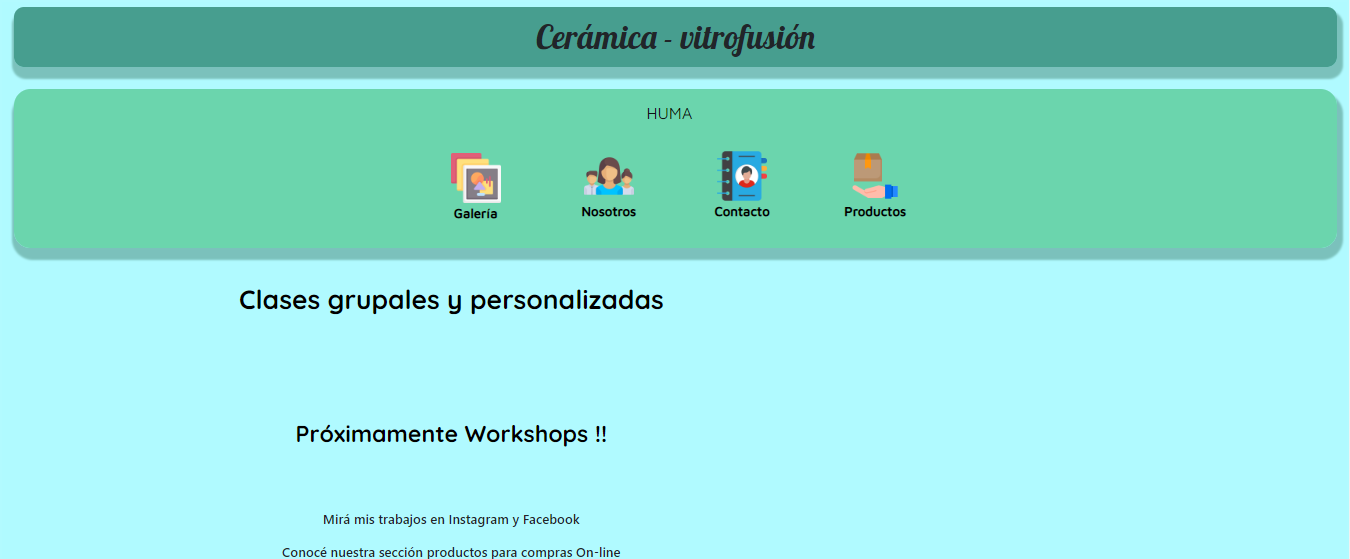 Cerámica - vitrofusión
HUMA
Galería
Nosotros
Contacto
Productos
Clases grupales y personalizadas
Próximamente Workshops !!
Mirá mis trabajos en Instagram y Facebook
Conocé nuestra sección productos para compras On-line